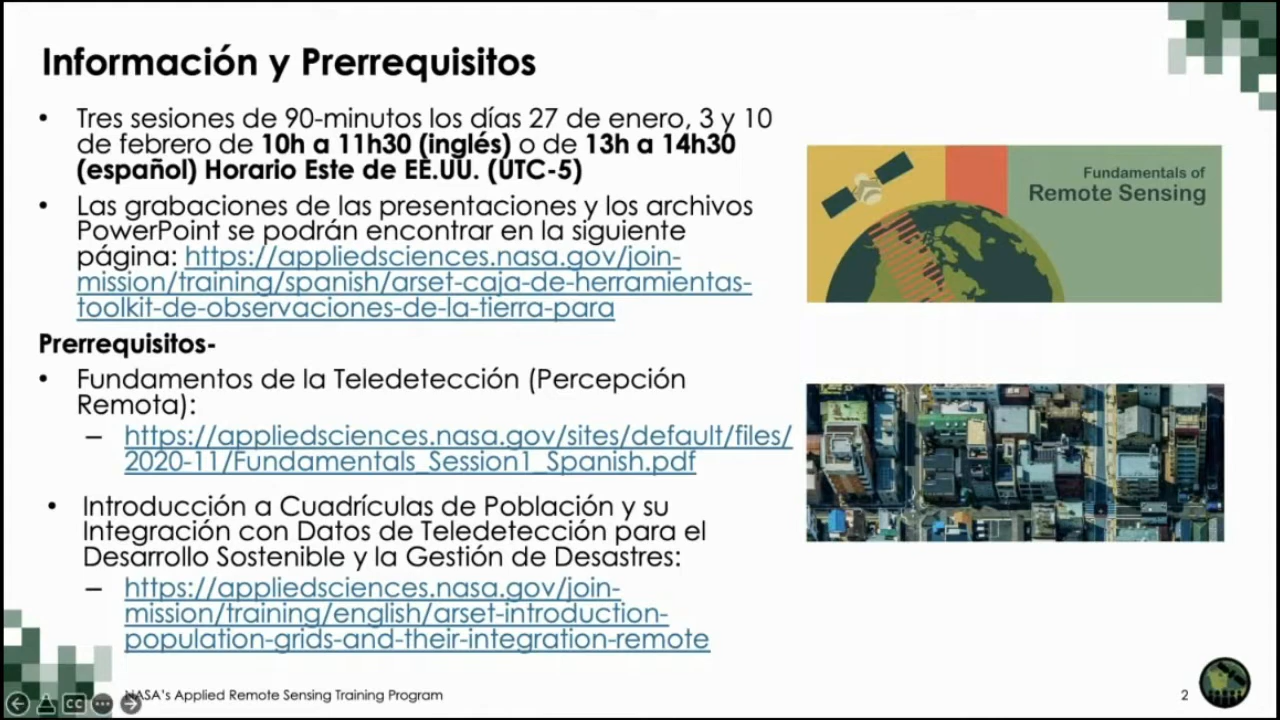 Información y Prerrequisitos
• Tres sesiones de 90-minutos los días 27 de enero, 3 y 10
de febrero de 10h a 11h30 (inglés) o de 13h a 14h30
(español) Horario Este de EE.UU. (UTC-5)
• Las grabaciones de las presentaciones y los archivos
PowerPoint se podrán encontrar en la siguiente
página: https://appliedsciences.nasa.gov/join-
mission/training/spanish/arset-caja-de-herramientas-
toolkit-de-observaciones-de-la-tierra-para
Prerrequisitos-
• Fundamentos de la Teledetección (Percepción
Remota):
– https://appliedsciences.nasa.gov/sites/default/files/
2020-11/Fundamentals_Session1_Spanish.pdf
• Introducción a Cuadrículas de Población y su
Integración con Datos de Teledetección para el
Desarrollo Sostenible y la Gestión de Desastres:
– https://appliedsciences.nasa.gov/join-
mission/training/english/arset-introduction-
population-grids-and-their-integration-remote
Fundamentals of
Remote Sensing
CC
NASA's Applied Remote Sensing Training Program
2